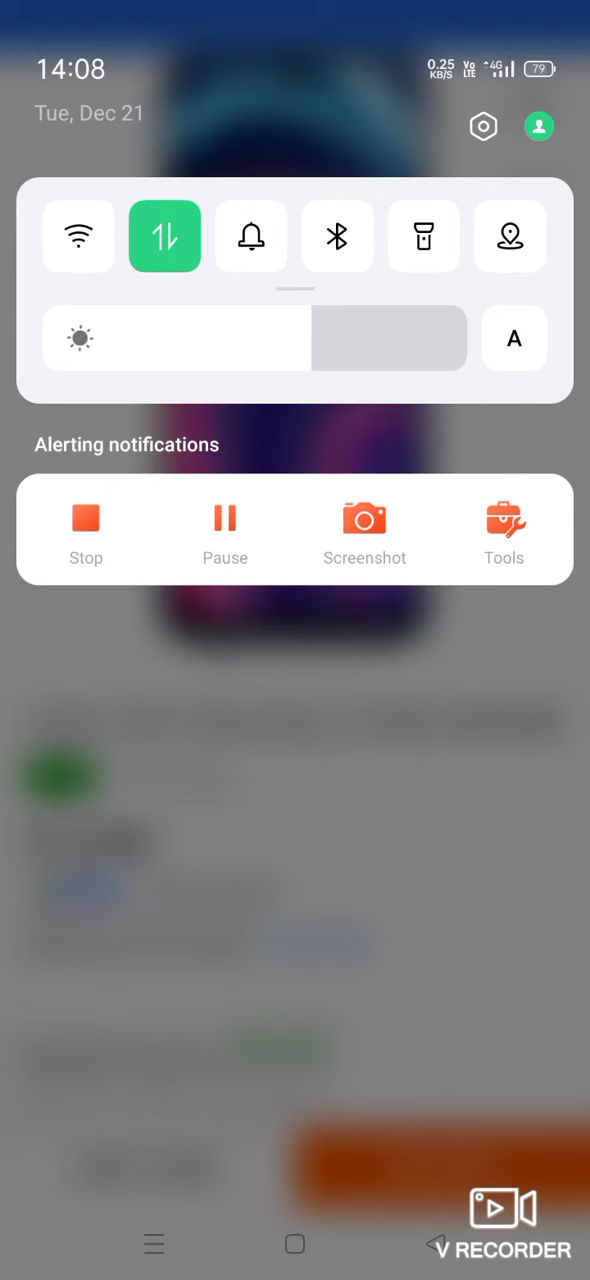 14:08
0.25 KB/S Vo LTE 4G 79
Tue, Dec 21
A
Alerting notifications
Stop Pause Screenshot Tools
V RECORDER